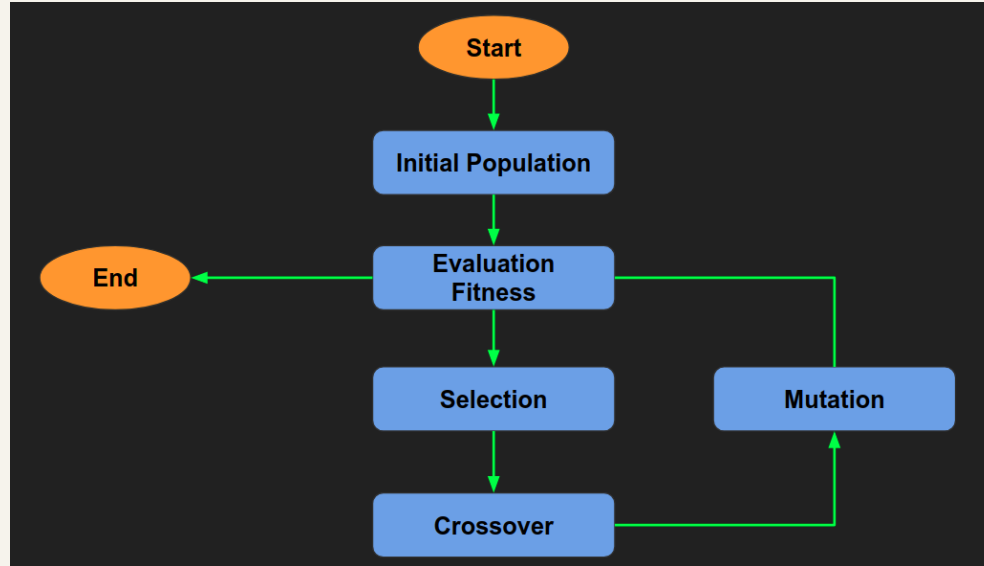 Start
Initial Population
End
Evaluation
Fitness
Selection
Mutation
Crossover